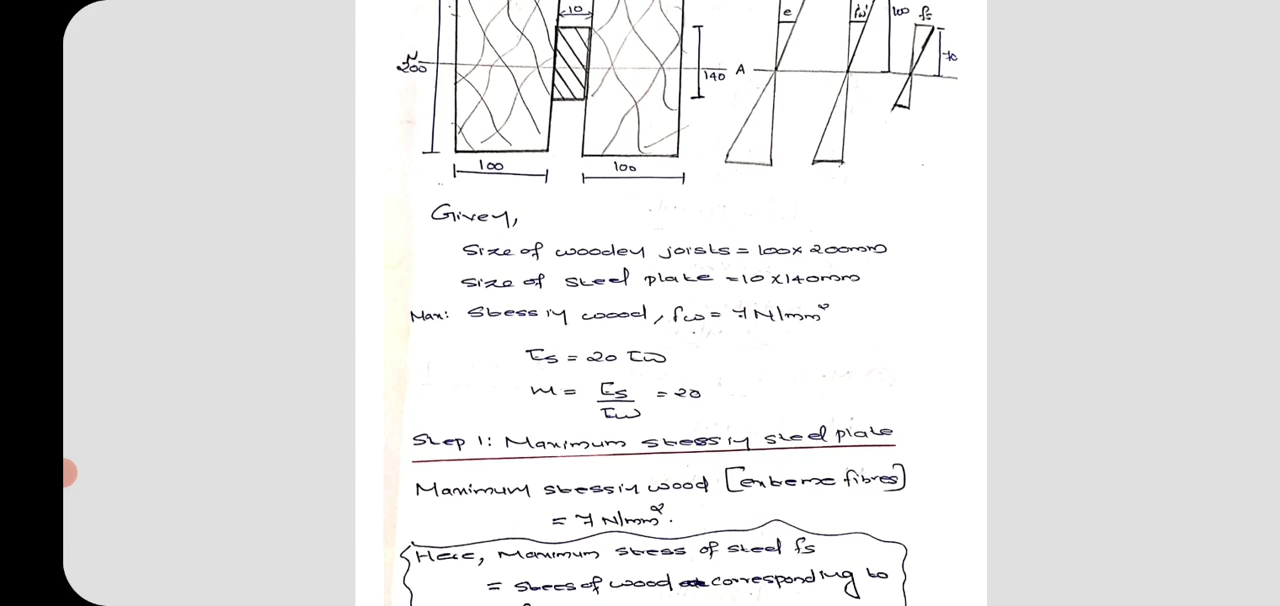 10
e
fw'
100
fs
70
N
200
140
A
100
100
Given,
Size of wooden joists = 100 x 200mm
Size of steel plate = 10 x 140mm
Max: Stress in wood, fw = 7 N/mm²
Es = 20 Ew
m = Es/Ew = 20
Step 1: Maximum stress in steel plate
Maximum stress in wood [extreme fibres]
= 7 N/mm².
Here, Maximum stress of steel fs
= stress of wood corresponding to